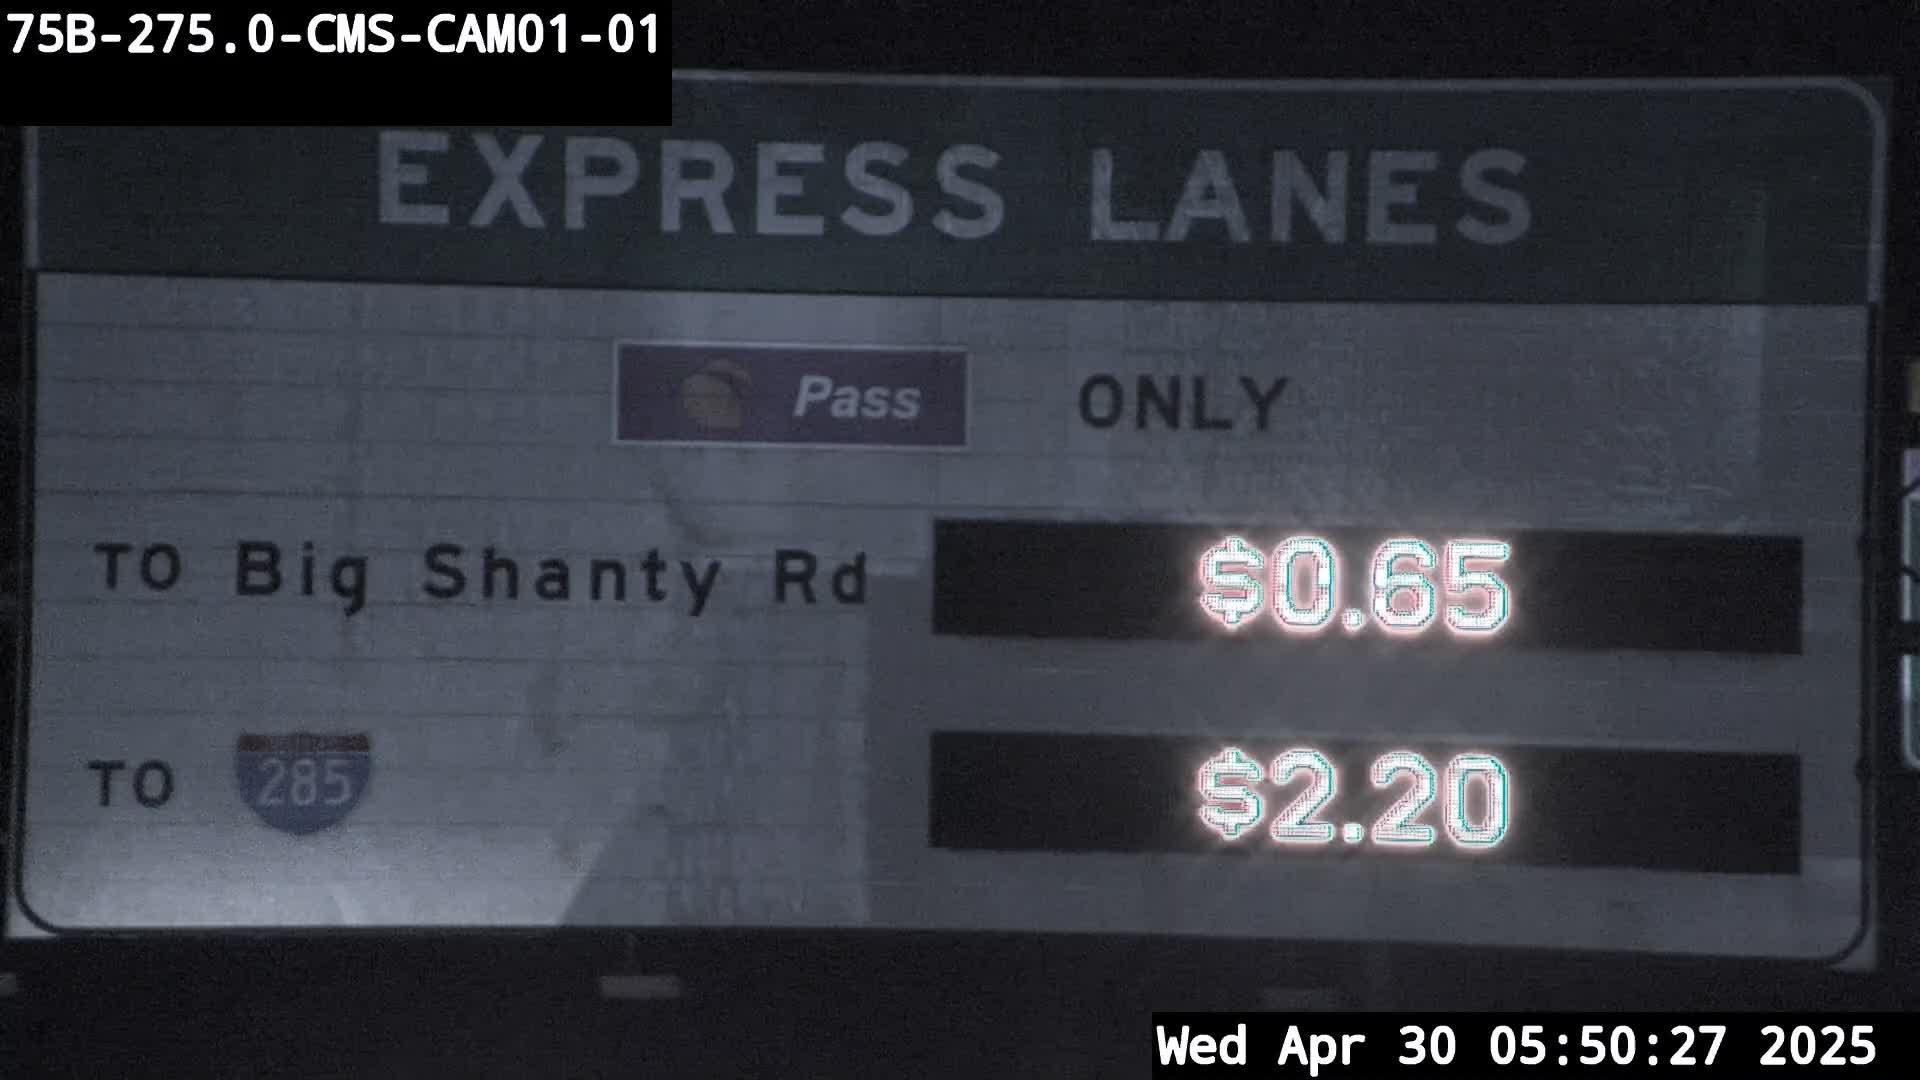 75B-275.0-CMS-CAM01-01
EXPRESS LANES
Pass ONLY
TO Big Shanty Rd $0.65
TO 285 $2.20
Wed Apr 30 05:50:27 2025